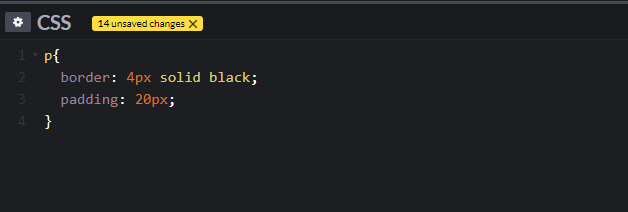 CSS 14 unsaved changes ×
1 p{
2 border: 4px solid black;
3 padding: 20px;
4 }